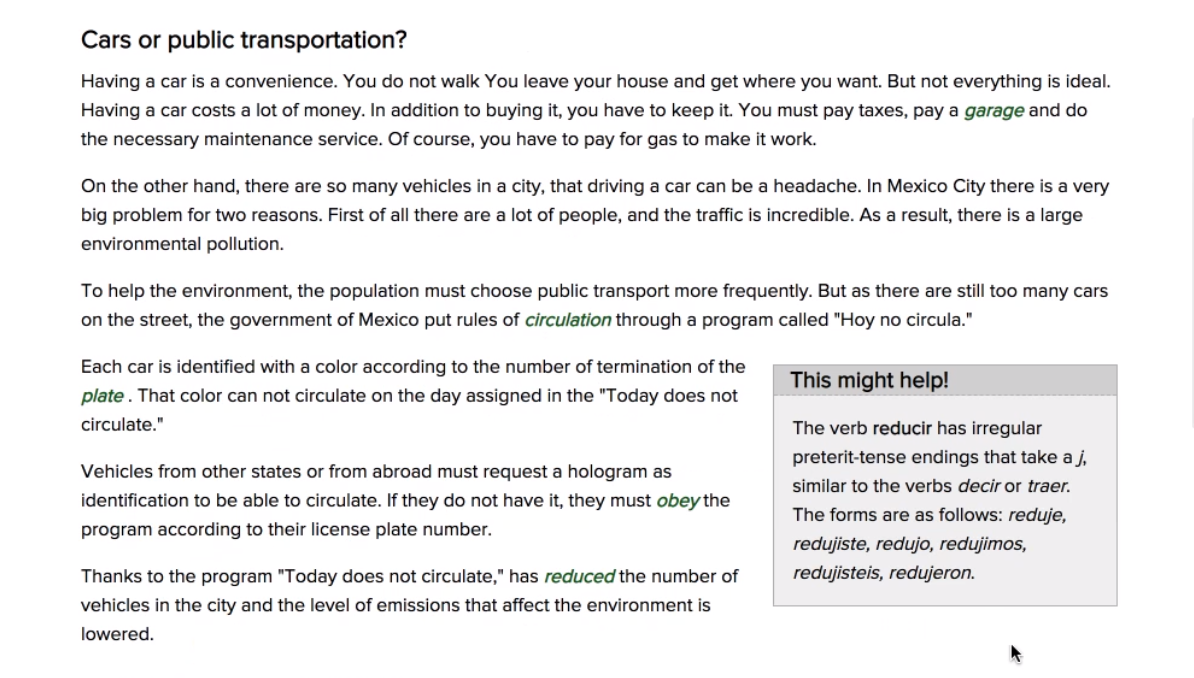 Cars or public transportation?
Having a car is a convenience. You do not walk You leave your house and get where you want. But not everything is ideal.
Having a car costs a lot of money. In addition to buying it, you have to keep it. You must pay taxes, pay a garage and do
the necessary maintenance service. Of course, you have to pay for gas to make it work.
On the other hand, there are so many vehicles in a city, that driving a car can be a headache. In Mexico City there is a very
big problem for two reasons. First of all there are a lot of people, and the traffic is incredible. As a result, there is a large
environmental pollution.
To help the environment, the population must choose public transport more frequently. But as there are still too many cars
on the street, the government of Mexico put rules of circulation through a program called "Hoy no circula."
Each car is identified with a color according to the number of termination of the
plate . That color can not circulate on the day assigned in the "Today does not
circulate."
Vehicles from other states or from abroad must request a hologram as
identification to be able to circulate. If they do not have it, they must obey the
program according to their license plate number.
Thanks to the program "Today does not circulate," has reduced the number of
vehicles in the city and the level of emissions that affect the environment is
lowered.
This might help!
The verb reducir has irregular
preterit-tense endings that take a j,
similar to the verbs decir or traer.
The forms are as follows: reduje,
redujiste, redujo, redujimos,
redujisteis, redujeron.